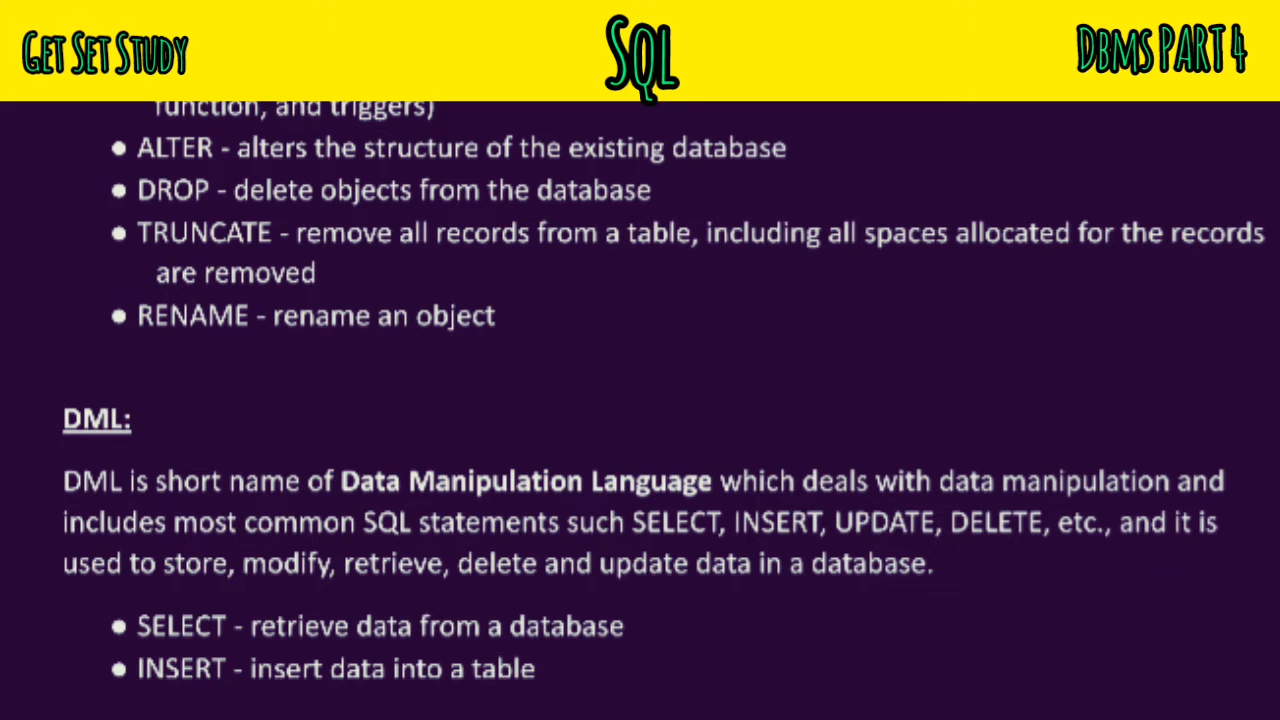 Get Set Study
Sql
Dbms PART 4
function, and triggers)
● ALTER - alters the structure of the existing database
● DROP - delete objects from the database
● TRUNCATE - remove all records from a table, including all spaces allocated for the records
are removed
● RENAME - rename an object
DML:
DML is short name of Data Manipulation Language which deals with data manipulation and
includes most common SQL statements such SELECT, INSERT, UPDATE, DELETE, etc., and it is
used to store, modify, retrieve, delete and update data in a database.
● SELECT - retrieve data from a database
● INSERT - insert data into a table